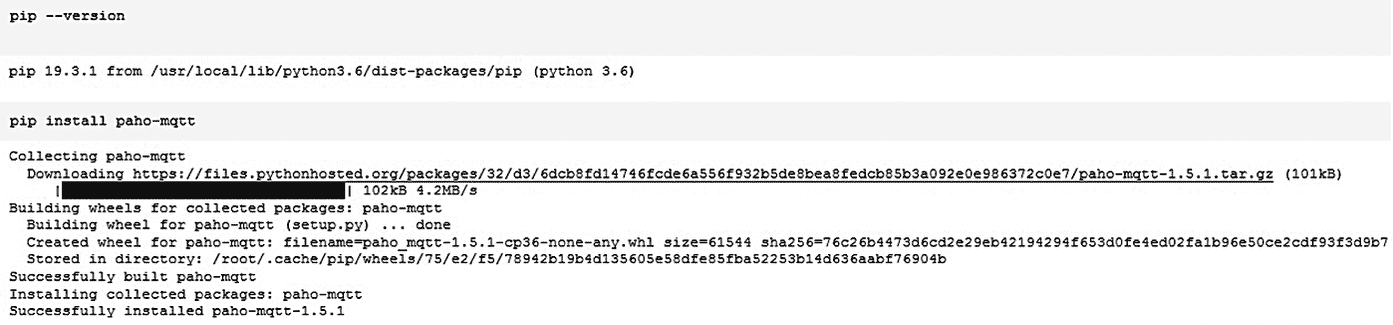 pip --version
pip 19.3.1 from /usr/local/lib/python3.6/dist-packages/pip (python 3.6)
pip install paho-mqtt
Collecting paho-mqtt
Downloading https://files.pythonhosted.org/packages/32/d3/6dcb8fd14746fcde6a556f932b5de8bea8fedcb85b3a092e0e986372c0e7/paho-mqtt-1.5.1.tar.gz (101kB)
|████████████████████████████████| 102kB 4.2MB/s
Building wheels for collected packages: paho-mqtt
Building wheel for paho-mqtt (setup.py) ... done
Created wheel for paho-mqtt: filename=paho_mqtt-1.5.1-cp36-none-any.whl size=61544 sha256=76c26b4473d6cd2e29eb42194294f653d0fe4ed02fa1b96e50ce2cdf93f3d9b7
Stored in directory: /root/.cache/pip/wheels/75/e2/f5/78942b19b4d135605e58dfe85fba52253b14d636aabf76904b
Successfully built paho-mqtt
Installing collected packages: paho-mqtt
Successfully installed paho-mqtt-1.5.1